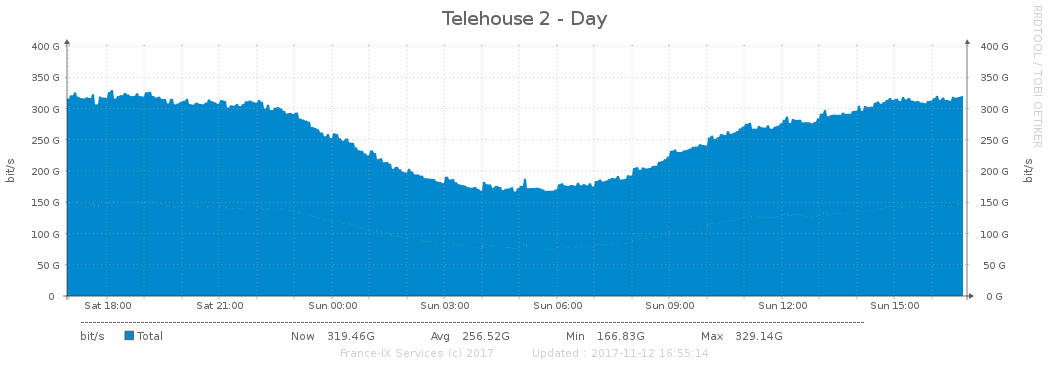 Telehouse 2 - Day
RRDTOOL / TOBI OETIKER
400 G 400 G
350 G 350 G
300 G 300 G
250 G 250 G
200 G 200 G
150 G 150 G
100 G 100 G
50 G 50 G
0 0 G
bit/s bit/s
Sat 18:00 Sat 21:00 Sun 00:00 Sun 03:00 Sun 06:00 Sun 09:00 Sun 12:00 Sun 15:00
bit/s Total Now 319.46G Avg 256.52G Min 166.83G Max 329.14G
France-IX Services (c) 2017 Updated : 2017-11-12 16:55:14